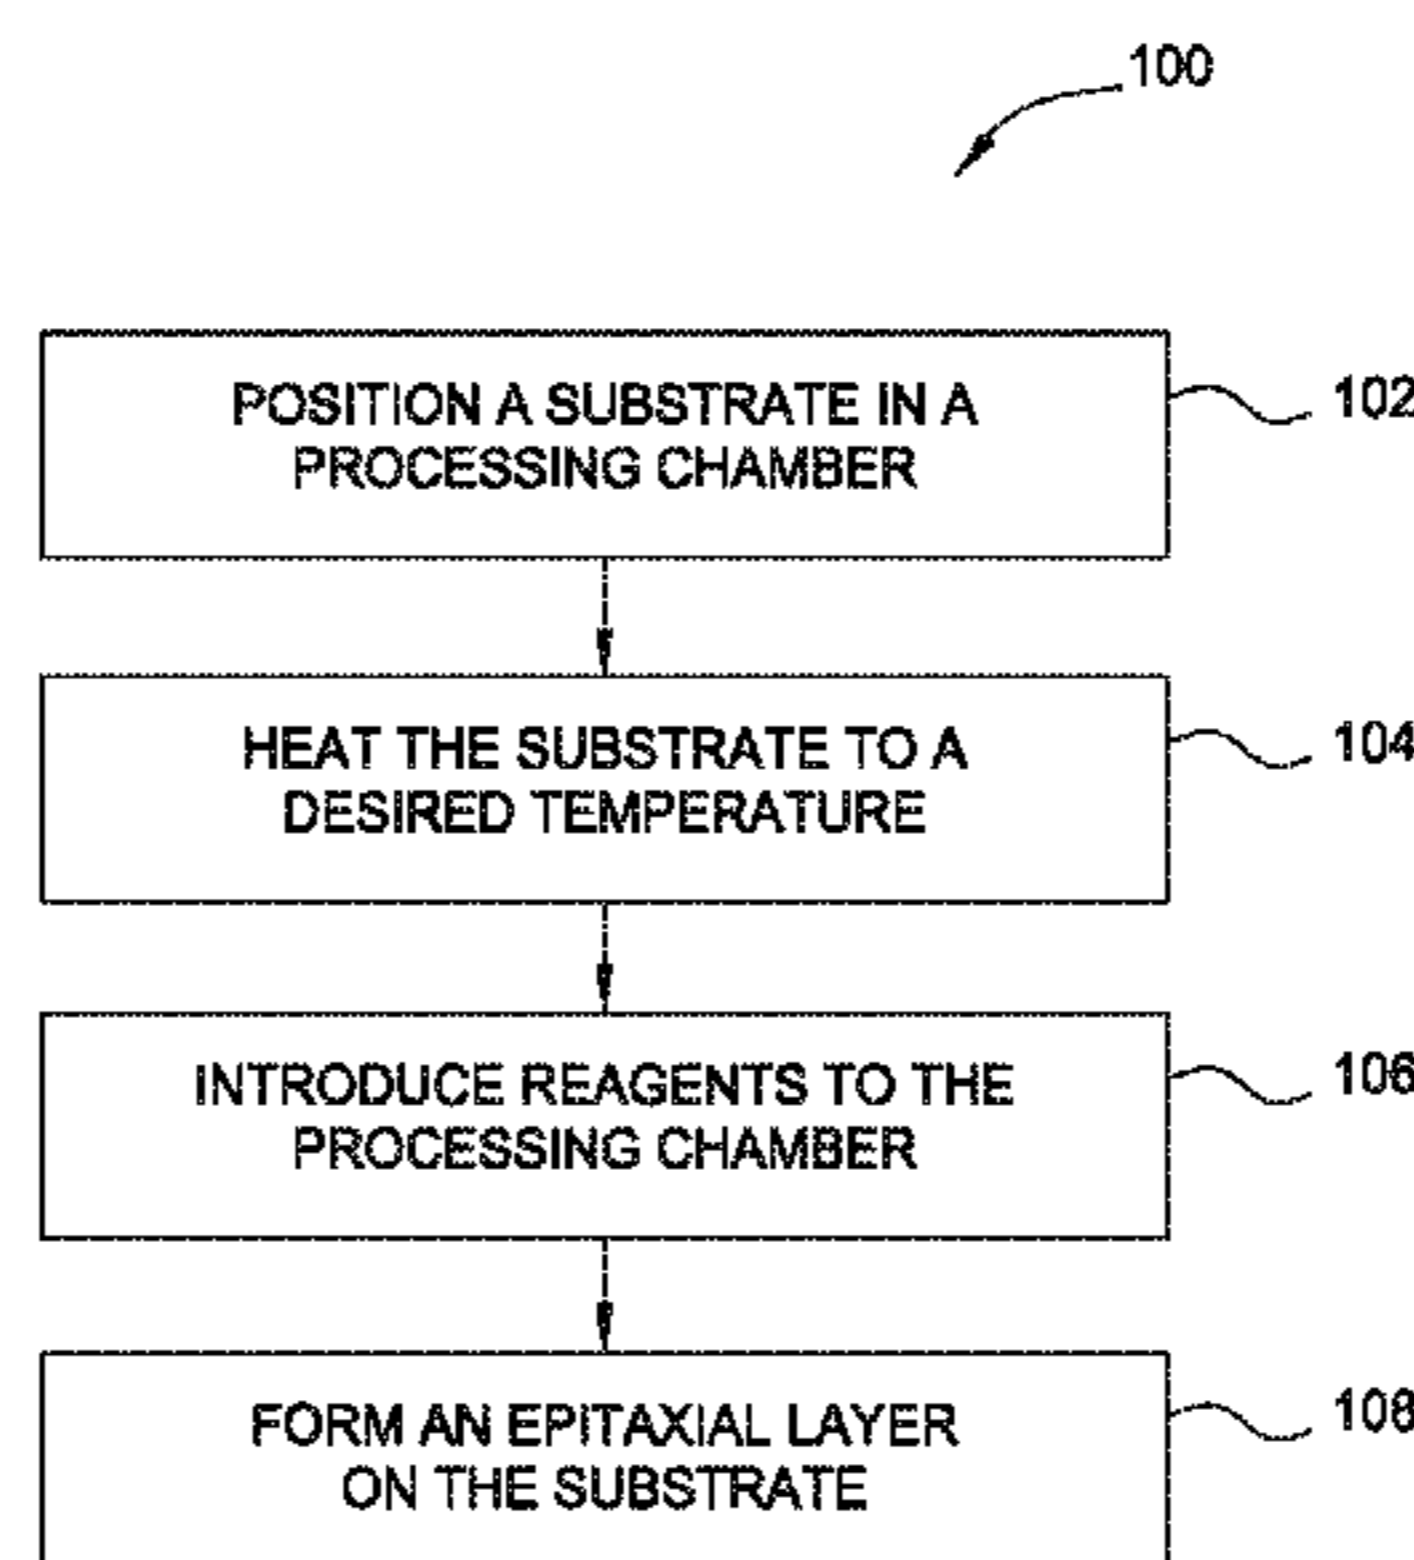 100
POSITION A SUBSTRATE IN A
PROCESSING CHAMBER
102
HEAT THE SUBSTRATE TO A
DESIRED TEMPERATURE
104
INTRODUCE REAGENTS TO THE
PROCESSING CHAMBER
106
FORM AN EPITAXIAL LAYER
ON THE SUBSTRATE
108